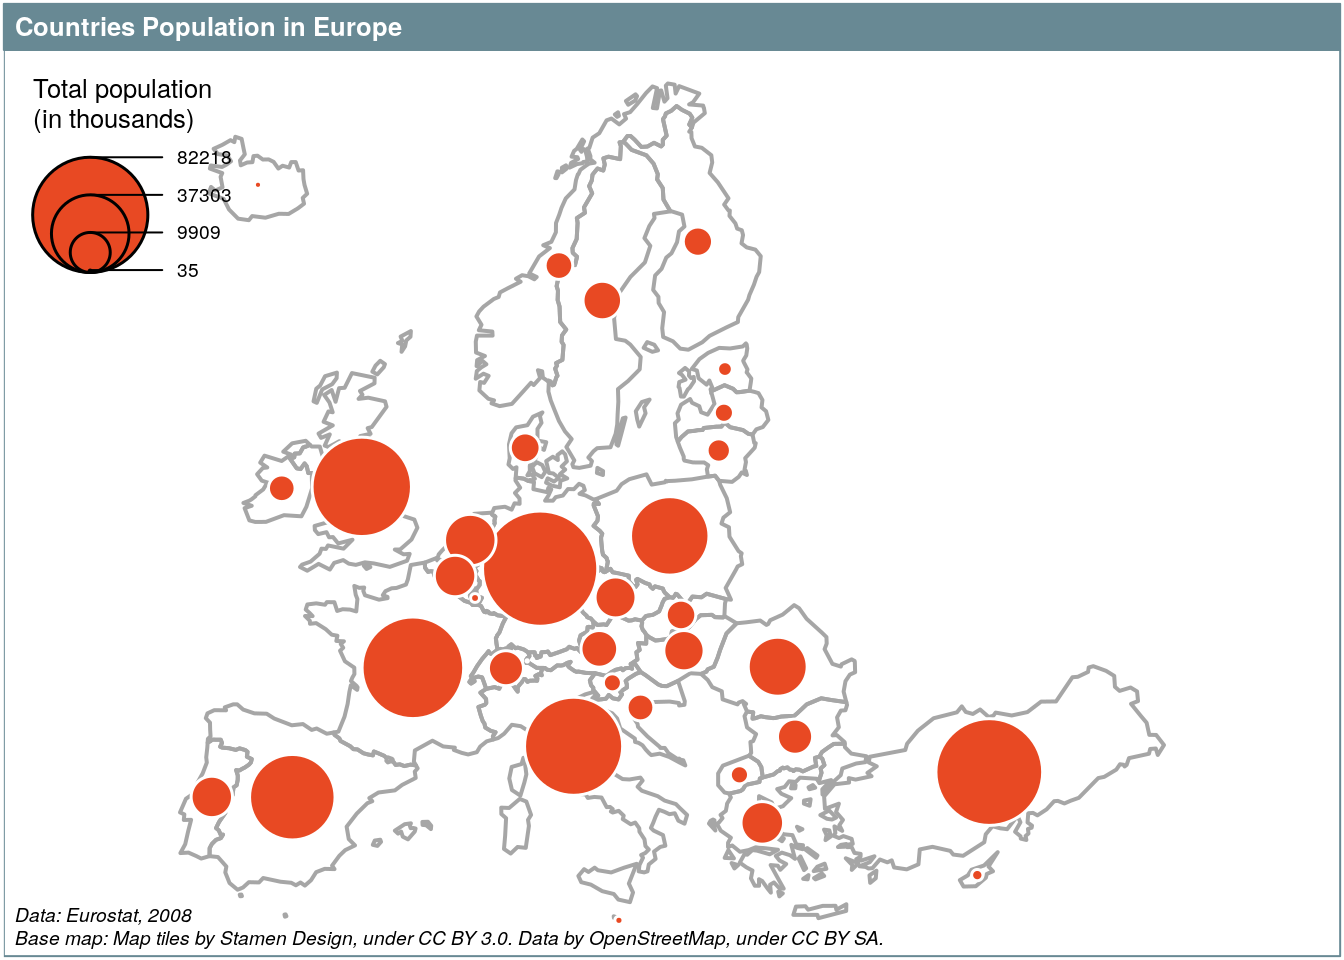 Countries Population in Europe
Total population
(in thousands)
82218
37303
9909
35
Data: Eurostat, 2008
Base map: Map tiles by Stamen Design, under CC BY 3.0. Data by OpenStreetMap, under CC BY SA.